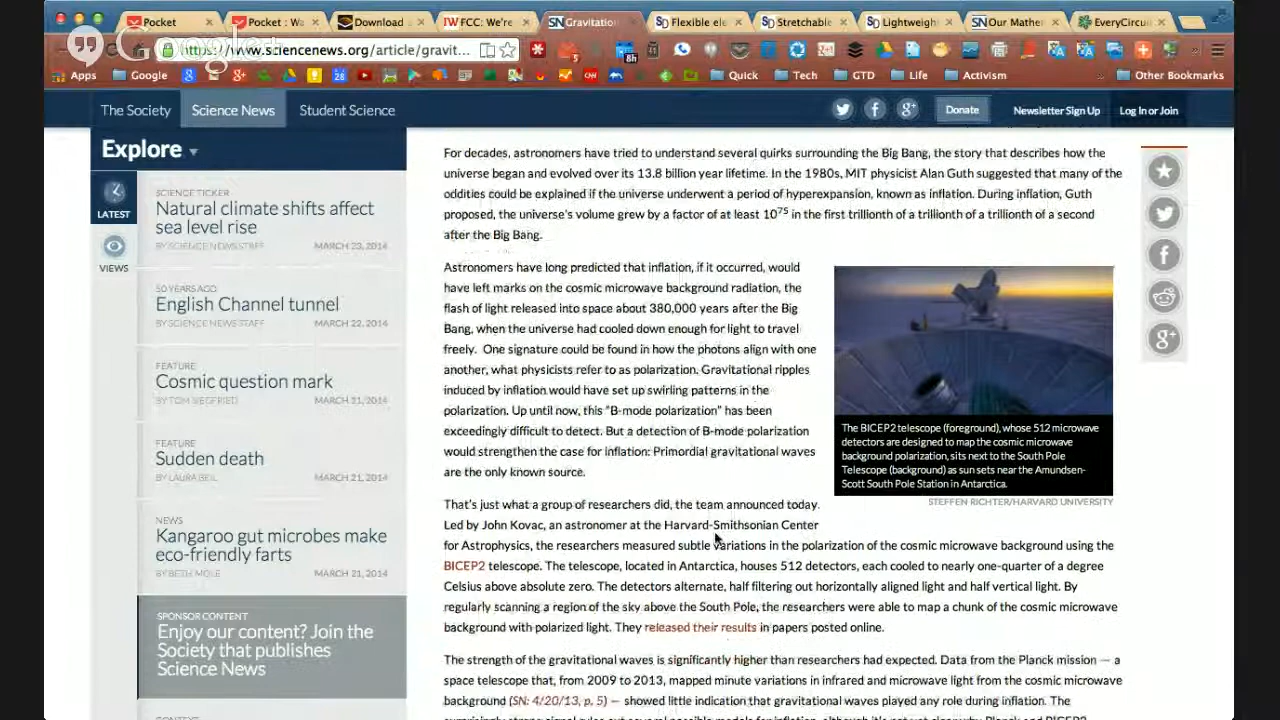 Pocket
Pocket : Wa
Download
FCC: We're
Gravitation
Flexible ele
Stretchable
Lightweigh
Our Mathe
EveryCircui
Google+
https://www.sciencenews.org/article/gravit...
8h
Apps
Google
Quick
Tech
GTD
Life
Activism
Other Bookmarks
The Society
Science News
Student Science
Donate
Newsletter Sign Up
Log In or Join
Explore
LATEST
VIEWS
SCIENCE TICKER
Natural climate shifts affect
sea level rise
BY SCIENCE NEWS STAFF
MARCH 23, 2014
50 YEARS AGO
English Channel tunnel
BY SCIENCE NEWS STAFF
MARCH 22, 2014
FEATURE
Cosmic question mark
BY TOM SIEGFRIED
MARCH 21, 2014
FEATURE
Sudden death
BY LAURA BEIL
MARCH 21, 2014
NEWS
Kangaroo gut microbes make
eco-friendly farts
BY BETH MOLE
MARCH 21, 2014
SPONSOR CONTENT
Enjoy our content? Join the
Society that publishes
Science News
For decades, astronomers have tried to understand several quirks surrounding the Big Bang, the story that describes how the
universe began and evolved over its 13.8 billion year lifetime. In the 1980s, MIT physicist Alan Guth suggested that many of the
oddities could be explained if the universe underwent a period of hyperexpansion, known as inflation. During inflation, Guth
proposed, the universe's volume grew by a factor of at least 10⁷⁵ in the first trillionth of a trillionth of a trillionth of a second
after the Big Bang.
Astronomers have long predicted that inflation, if it occurred, would
have left marks on the cosmic microwave background radiation, the
flash of light released into space about 380,000 years after the Big
Bang, when the universe had cooled down enough for light to travel
freely. One signature could be found in how the photons align with one
another, what physicists refer to as polarization. Gravitational ripples
induced by inflation would have set up swirling patterns in the
polarization. Up until now, this "B-mode polarization" has been
exceedingly difficult to detect. But a detection of B-mode polarization
would strengthen the case for inflation: Primordial gravitational waves
are the only known source.
The BICEP2 telescope (foreground), whose 512 microwave
detectors are designed to map the cosmic microwave
background polarization, sits next to the South Pole
Telescope (background) as sun sets near the Amundsen-
Scott South Pole Station in Antarctica.
STEFFEN RICHTER/HARVARD UNIVERSITY
That's just what a group of researchers did, the team announced today.
Led by John Kovac, an astronomer at the Harvard-Smithsonian Center
for Astrophysics, the researchers measured subtle variations in the polarization of the cosmic microwave background using the
BICEP2 telescope. The telescope, located in Antarctica, houses 512 detectors, each cooled to nearly one-quarter of a degree
Celsius above absolute zero. The detectors alternate, half filtering out horizontally aligned light and half vertical light. By
regularly scanning a region of the sky above the South Pole, the researchers were able to map a chunk of the cosmic microwave
background with polarized light. They released their results in papers posted online.
The strength of the gravitational waves is significantly higher than researchers had expected. Data from the Planck mission — a
space telescope that, from 2009 to 2013, mapped minute variations in infrared and microwave light from the cosmic microwave
background (SN: 4/20/13, p. 5) — showed little indication that gravitational waves played any role during inflation. The